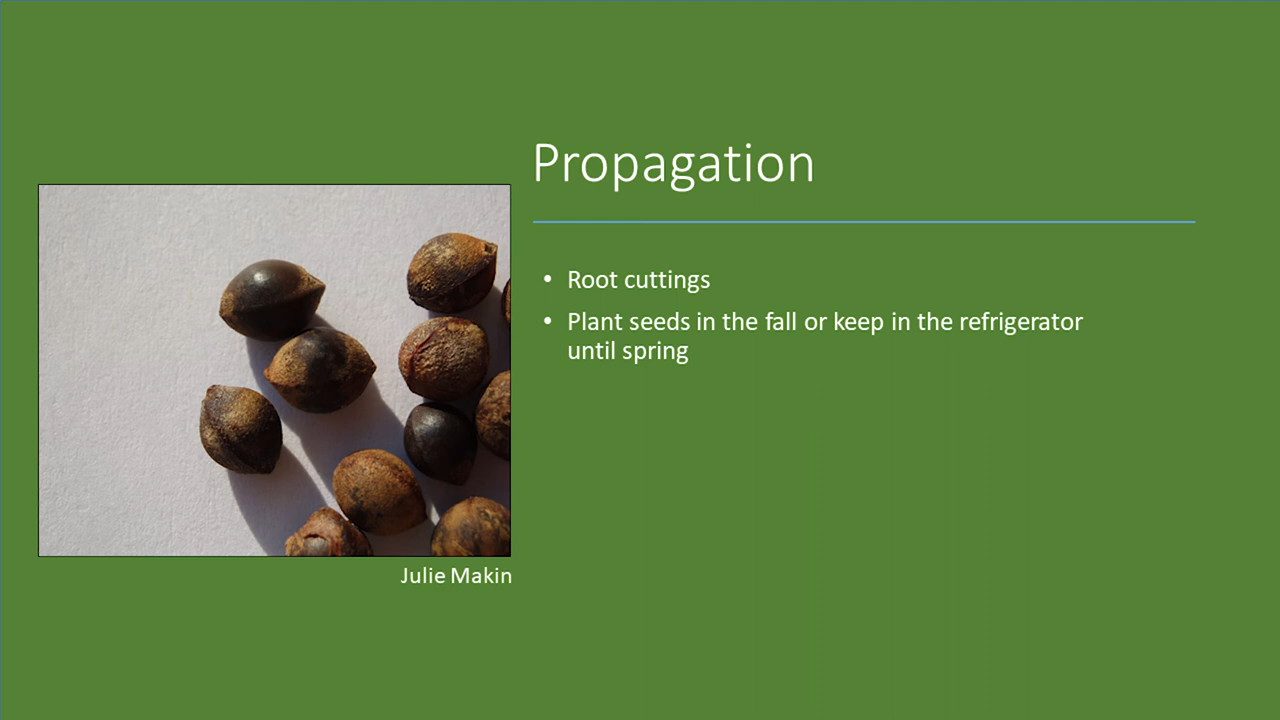 Propagation
• Root cuttings
• Plant seeds in the fall or keep in the refrigerator
until spring
Julie Makin